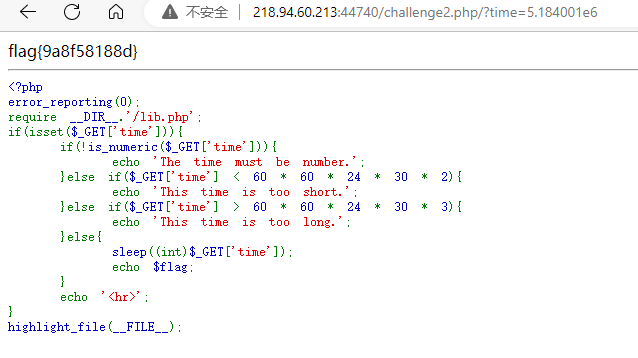 不安全 218.94.60.213:44740/challenge2.php/?time=5.184001e6
flag{9a8f58188d}
<?php
error_reporting(0);
require __DIR__.'/lib.php';
if(isset($_GET['time'])){
if(!is_numeric($_GET['time'])){
echo 'The time must be number.';
}else if($_GET['time'] < 60 * 60 * 24 * 30 * 2){
echo 'This time is too short.';
}else if($_GET['time'] > 60 * 60 * 24 * 30 * 3){
echo 'This time is too long.';
}else{
sleep((int)$_GET['time']);
echo $flag;
}
echo '<hr>';
}
highlight_file(__FILE__);